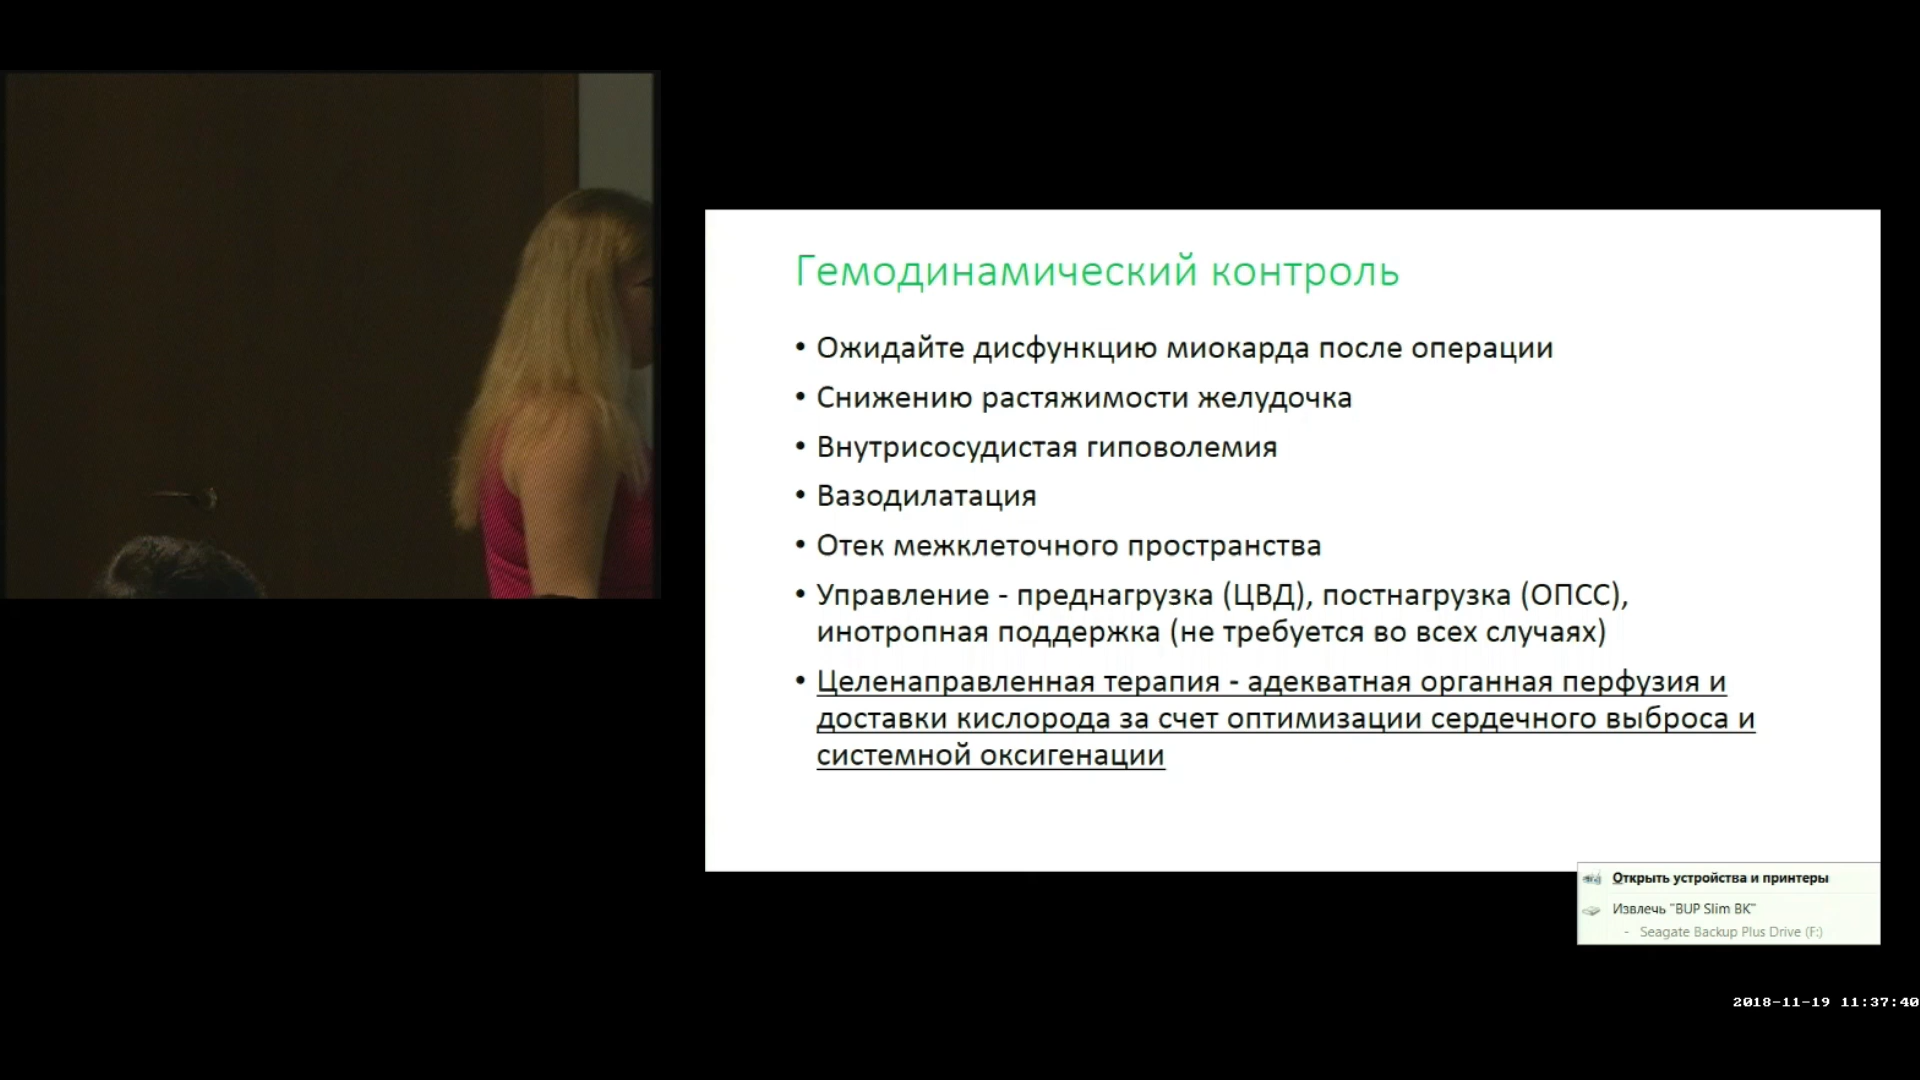 Гемодинамический контроль
• Ожидайте дисфункцию миокарда после операции
• Снижению растяжимости желудочка
• Внутрисосудистая гиповолемия
• Вазодилатация
• Отек межклеточного пространства
• Управление - преднагрузка (ЦВД), постнагрузка (ОПСС),
инотропная поддержка (не требуется во всех случаях)
• Целенаправленная терапия - адекватная органная перфузия и
доставки кислорода за счет оптимизации сердечного выброса и
системной оксигенации
Открыть устройства и принтеры
Извлечь "BUP Slim BK"
- Seagate Backup Plus Drive (F:)
2018-11-19 11:37:40